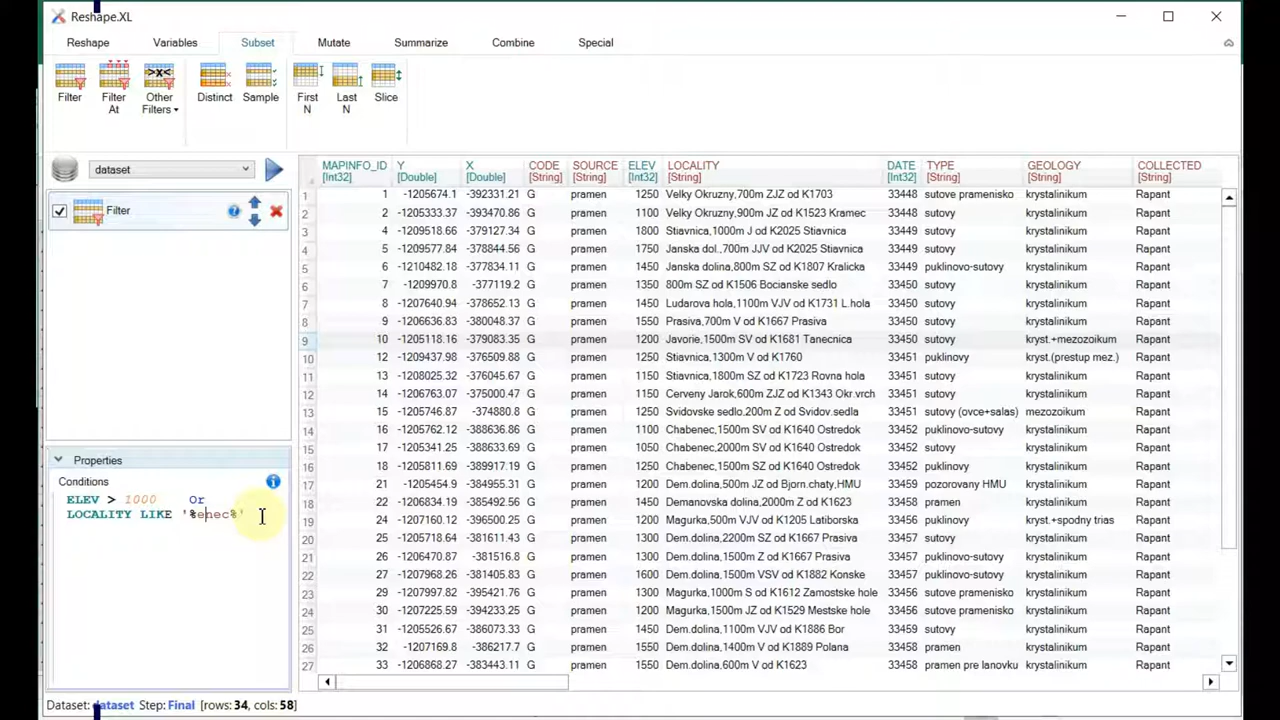 Reshape.XL
Reshape Variables Subset Mutate Summarize Combine Special
Filter Filter At >x< Other Filters Distinct Sample First N Last N Slice
dataset
Filter
Properties
Conditions
ELEV > 1000 Or
LOCALITY LIKE '%enec%'
MAPINFO_ID [Int32] Y [Double] X [Double] CODE [String] SOURCE [String] ELEV [Int32] LOCALITY [String] DATE [Int32] TYPE [String] GEOLOGY [String] COLLECTED [String]
1 1 -1205674.1 -392331.21 G pramen 1250 Velky Okruzny,700m ZJZ od K1703 33448 sutove pramenisko krystalinikum Rapant
2 2 -1205333.37 -393470.86 G pramen 1100 Velky Okruzny,900m JZ od K1523 Kramec 33448 sutovy krystalinikum Rapant
3 4 -1209518.66 -379127.34 G pramen 1800 Stiavnica,1000m J od K2025 Stiavnica 33449 sutovy krystalinikum Rapant
4 5 -1209577.84 -378844.56 G pramen 1750 Janska dol.,700m JJV od K2025 Stiavnica 33449 sutovy krystalinikum Rapant
5 6 -1210482.18 -377834.11 G pramen 1450 Janska dolina,800m SZ od K1807 Kralicka 33449 puklinovo-sutovy krystalinikum Rapant
6 7 -1209970.8 -377119.2 G pramen 1350 800m SZ od K1506 Bocianske sedlo 33449 sutovy krystalinikum Rapant
7 8 -1207640.94 -378652.13 G pramen 1450 Ludarova hola,1100m VJV od K1731 L.hola 33450 sutovy krystalinikum Rapant
8 9 -1206636.83 -380048.37 G pramen 1550 Prasiva,700m V od K1667 Prasiva 33450 sutovy krystalinikum Rapant
9 10 -1205118.16 -379083.35 G pramen 1200 Javorie,1500m SV od K1681 Tanecnica 33450 sutovy kryst.+mezozoikum Rapant
10 12 -1209437.98 -376509.88 G pramen 1250 Stiavnica,1300m V od K1760 33451 puklinovy kryst.(prestup mez.) Rapant
11 13 -1208025.32 -376045.67 G pramen 1150 Stiavnica,1800m SZ od K1723 Rovna hola 33451 sutovy krystalinikum Rapant
12 14 -1206763.07 -375000.47 G pramen 1150 Cerveny Jarok,600m ZJZ od K1343 Okr.vrch 33451 sutovy krystalinikum Rapant
13 15 -1205746.87 -374880.8 G pramen 1250 Svidovske sedlo,200m Z od Svidov.sedla 33451 sutovy (ovce+salas) mezozoikum Rapant
14 16 -1205762.12 -388636.86 G pramen 1100 Chabenec,1500m SV od K1640 Ostredok 33452 puklinovo-sutovy krystalinikum Rapant
15 17 -1205341.25 -388633.69 G pramen 1050 Chabenec,2000m SV od K1640 Ostredok 33452 sutovy krystalinikum Rapant
16 18 -1205811.69 -389917.19 G pramen 1250 Chabenec,1500m SZ od K1640 Ostredok 33452 puklinovy krystalinikum Rapant
17 21 -1205454.9 -385985.95 G pramen 1150 Dem.dolina,500m JZ od Bjorn.chaty,HMU 33459 pozorovany HMU krystalinikum Rapant
18 22 -1206834.19 -385492.56 G pramen 1450 Demanovska dolina,2000m Z od K1623 33458 pramen krystalinikum Rapant
19 24 -1207160.12 -396500.25 G pramen 1050 Magurka,500m VJV od K1205 Latiborska 33456 puklinovy kryst.+spodny trias Rapant
20 25 -1205718.64 -381611.43 G pramen 1300 Dem.dolina,2200m SZ od K1667 Prasiva 33457 puklinovo-sutovy krystalinikum Rapant
21 26 -1206470.87 -381516.8 G pramen 1300 Dem.dolina,1500m Z od K1667 Prasiva 33457 puklinovo-sutovy krystalinikum Rapant
22 27 -1207968.26 -381405.83 G pramen 1600 Dem.dolina,1500m VSV od K1882 Konske 33457 puklinovo-sutovy krystalinikum Rapant
23 29 -1207997.82 -395421.76 G pramen 1300 Magurka,1000m S od K1612 Zamostske hole 33456 sutove pramenisko krystalinikum Rapant
24 30 -1207225.59 -394233.25 G pramen 1200 Magurka,1500m JZ od K1529 Mestske hole 33456 sutove pramenisko krystalinikum Rapant
25 31 -1205526.67 -386073.33 G pramen 1450 Dem.dolina,1100m VJV od K1886 Bor 33459 sutovy krystalinikum Rapant
26 32 -1207169.8 -386217.7 G pramen 1550 Dem.dolina,1400m V od K1889 Polana 33458 pramen krystalinikum Rapant
27 33 -1206868.27 -383443.11 G pramen 1550 Dem.dolina,600m V od K1623 33458 pramen pre lanovku krystalinikum Rapant
Dataset: dataset Step: Final [rows: 34, cols: 58]